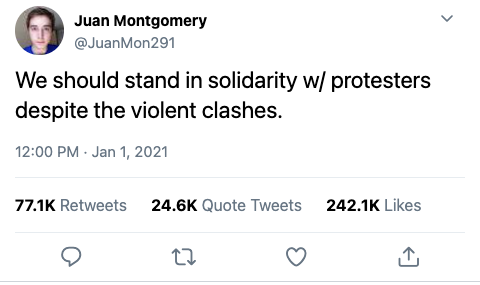 Juan Montgomery
@JuanMon291
We should stand in solidarity w/ protesters
despite the violent clashes.
12:00 PM · Jan 1, 2021
77.1K Retweets 24.6K Quote Tweets 242.1K Likes